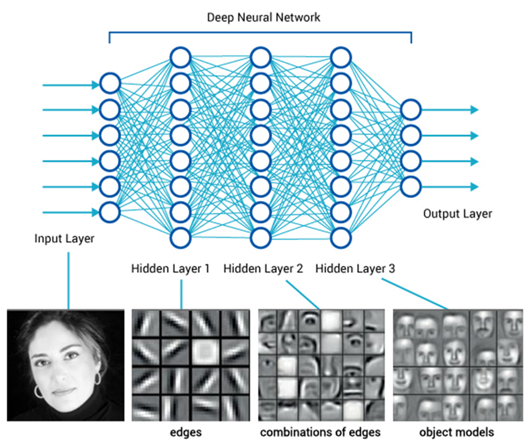 Deep Neural Network
Input Layer
Output Layer
Hidden Layer 1
Hidden Layer 2
Hidden Layer 3
edges
combinations of edges
object models